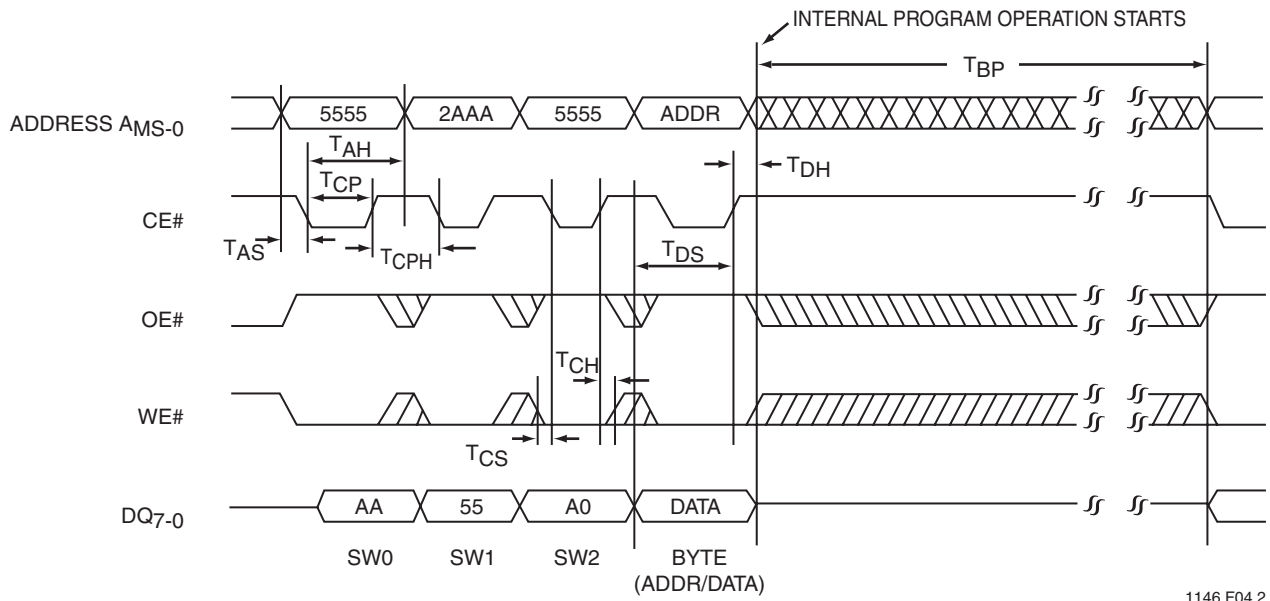 INTERNAL PROGRAM OPERATION STARTS
TBP
ADDRESS AMS-0
5555
2AAA
5555
ADDR
TAH
TDH
TCP
CE#
TAS
TCPH
TDS
OE#
TCH
WE#
TCS
DQ7-0
AA
55
A0
DATA
SW0
SW1
SW2
BYTE
(ADDR/DATA)
1146 F04.2